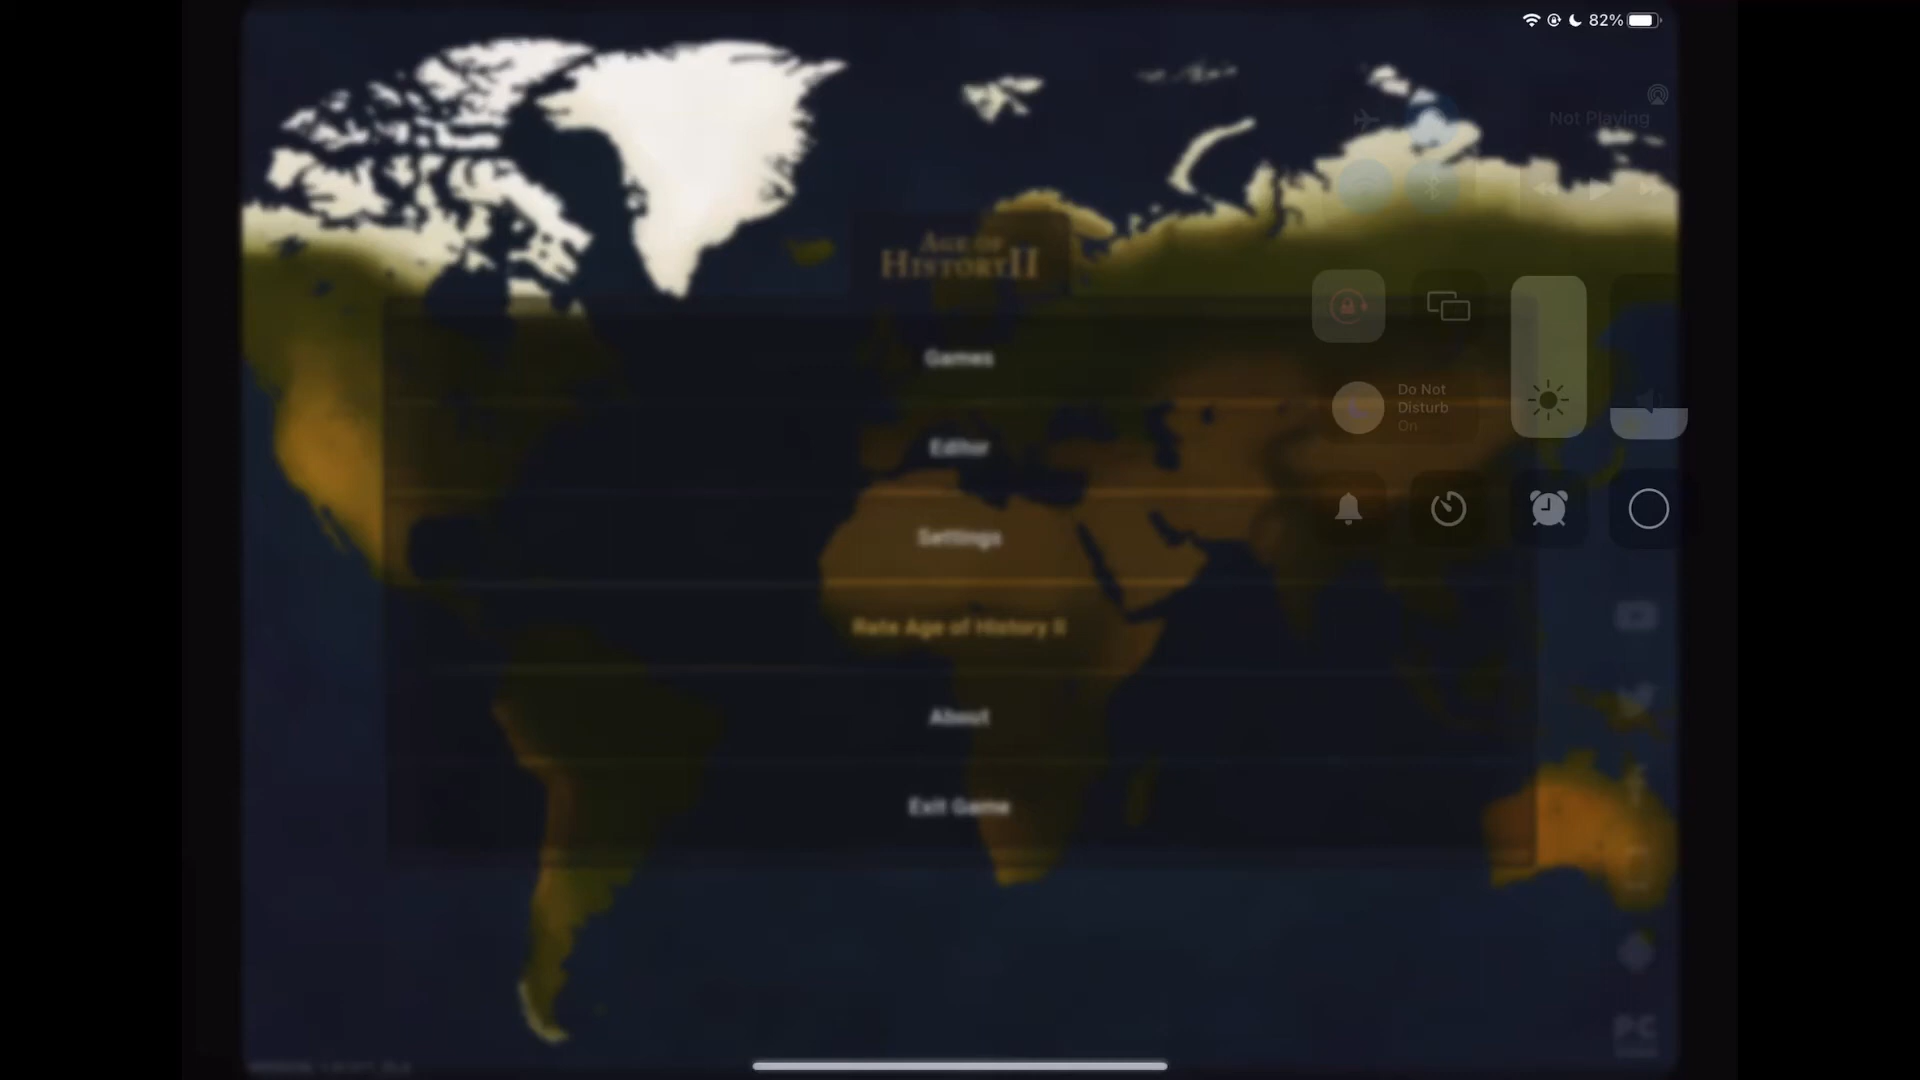 82%
Not Playing
AGE OF
HISTORY II
Games
Do Not
Disturb
On
Editor
Settings
Rate Age of History II
About
Exit Game
PC